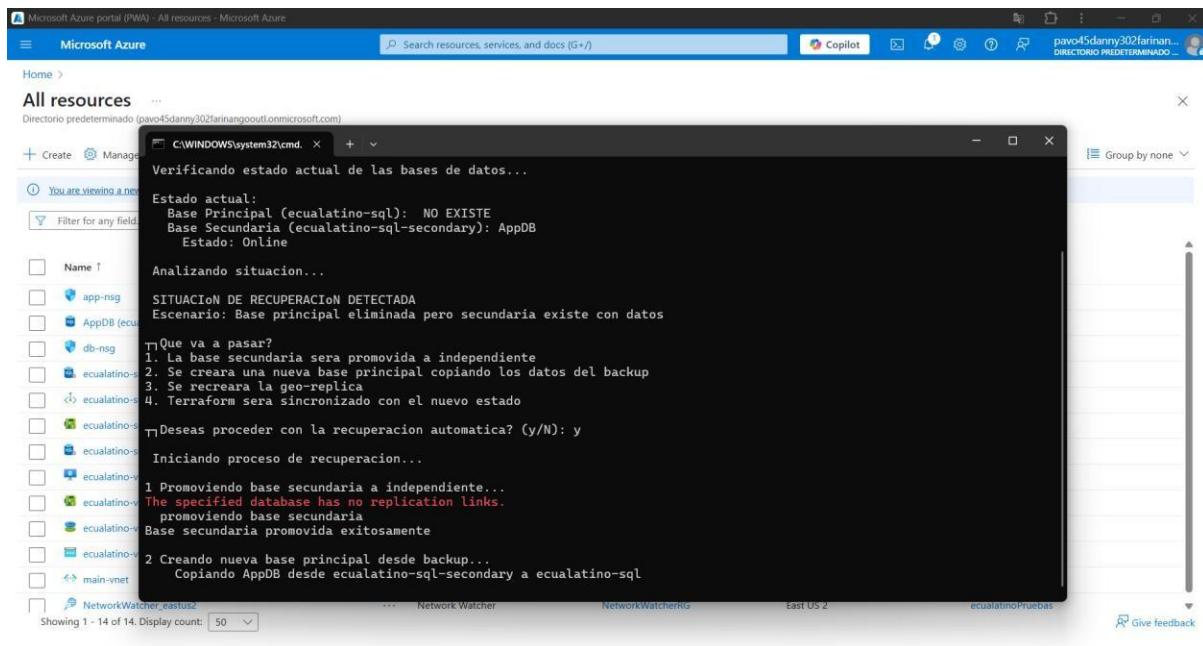 Microsoft Azure portal (PWA) - All resources - Microsoft Azure
Microsoft Azure
Search resources, services, and docs (G+/)
Copilot
1
pavo45danny302farinan...
DIRECTORIO PREDETERMINADO ...
Home >
All resources ...
Directorio predeterminado (pavo45danny302farinangooutl.onmicrosoft.com)
+ Create
Manage
Group by none
You are viewing a new
Filter for any field.
Name ↑
app-nsg
AppDB (ecu
db-nsg
ecualatino-s
ecualatino-s
ecualatino-s
ecualatino-s
ecualatino-v
ecualatino-v
ecualatino-v
ecualatino-v
main-vnet
NetworkWatcher_eastus2 ... Network Watcher NetworkWatcherRG East US 2 ecualatinoPruebas
Showing 1 - 14 of 14. Display count: 50
Give feedback
C:\WINDOWS\system32\cmd.
Verificando estado actual de las bases de datos...
Estado actual:
Base Principal (ecualatino-sql): NO EXISTE
Base Secundaria (ecualatino-sql-secondary): AppDB
Estado: Online
Analizando situacion...
SITUACIoN DE RECUPERACIoN DETECTADA
Escenario: Base principal eliminada pero secundaria existe con datos
┬┐Que va a pasar?
1. La base secundaria sera promovida a independiente
2. Se creara una nueva base principal copiando los datos del backup
3. Se recreara la geo-replica
4. Terraform sera sincronizado con el nuevo estado
┬┐Deseas proceder con la recuperacion automatica? (y/N): y
Iniciando proceso de recuperacion...
1 Promoviendo base secundaria a independiente...
The specified database has no replication links.
promoviendo base secundaria
Base secundaria promovida exitosamente
2 Creando nueva base principal desde backup...
Copiando AppDB desde ecualatino-sql-secondary a ecualatino-sql